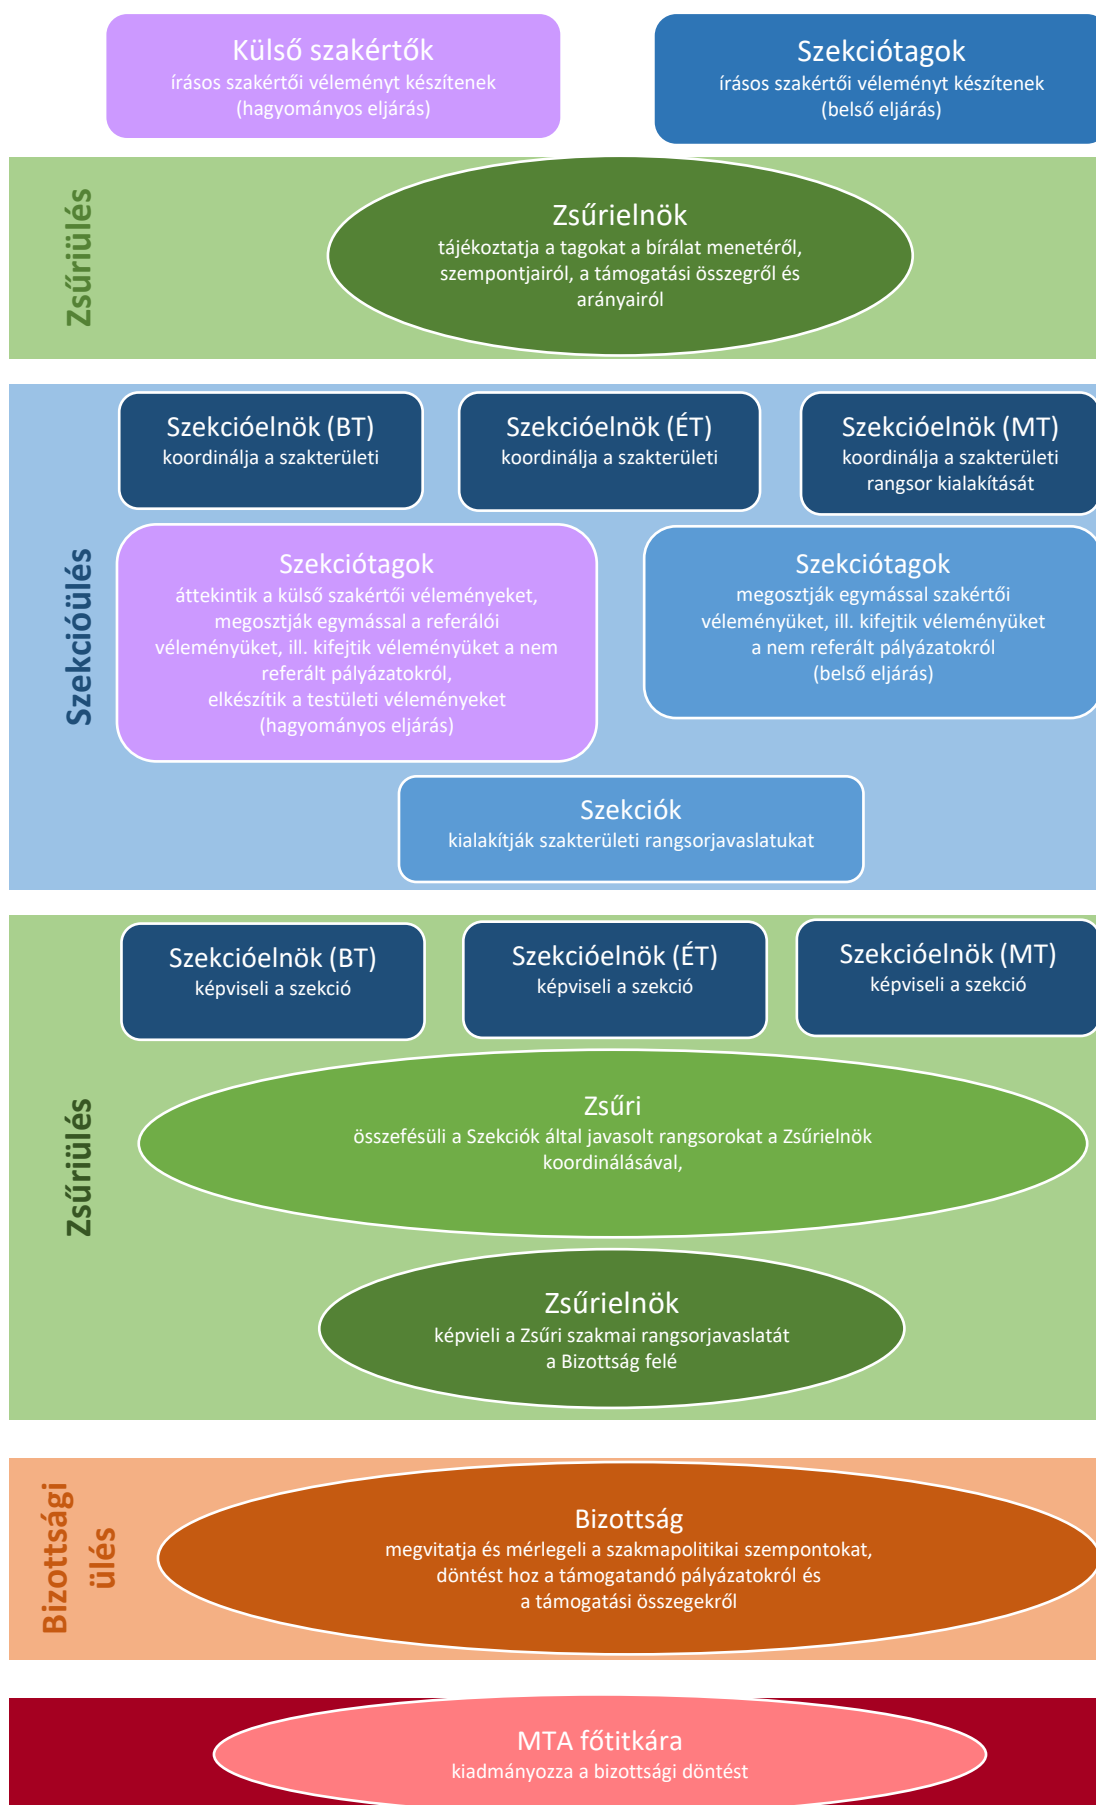 Külső szakértők
írásos szakértői véleményt készítenek
(hagyományos eljárás)
Szekciótagok
írásos szakértői véleményt készítenek
(belső eljárás)
Zsűriülés
Zsűrielnök
tájékoztatja a tagokat a bírálat menetéről,
szempontjairól, a támogatási összegről és
arányairól
Szekcióülés
Szekcióelnök (BT)
koordinálja a szakterületi
Szekcióelnök (ÉT)
koordinálja a szakterületi
Szekcióelnök (MT)
koordinálja a szakterületi
rangsor kialakítását
Szekciótagok
áttekintik a külső szakértői véleményeket,
megosztják egymással a referálói
véleményüket, ill. kifejtik véleményüket a nem
referált pályázatokról,
elkészítik a testületi véleményeket
(hagyományos eljárás)
Szekciótagok
megosztják egymással szakértői
véleményüket, ill. kifejtik véleményüket
a nem referált pályázatokról
(belső eljárás)
Szekciók
kialakítják szakterületi rangsorjavaslatukat
Zsűriülés
Szekcióelnök (BT)
képviseli a szekció
Szekcióelnök (ÉT)
képviseli a szekció
Szekcióelnök (MT)
képviseli a szekció
Zsűri
összefésüli a Szekciók által javasolt rangsorokat a Zsűrielnök
koordinálásával,
Zsűrielnök
képvieli a Zsűri szakmai rangsorjavaslatát
a Bizottság felé
Bizottsági
ülés
Bizottság
megvitatja és mérlegeli a szakmapolitikai szempontokat,
döntést hoz a támogatandó pályázatokról és
a támogatási összegekről
MTA főtitkára
kiadmányozza a bizottsági döntést